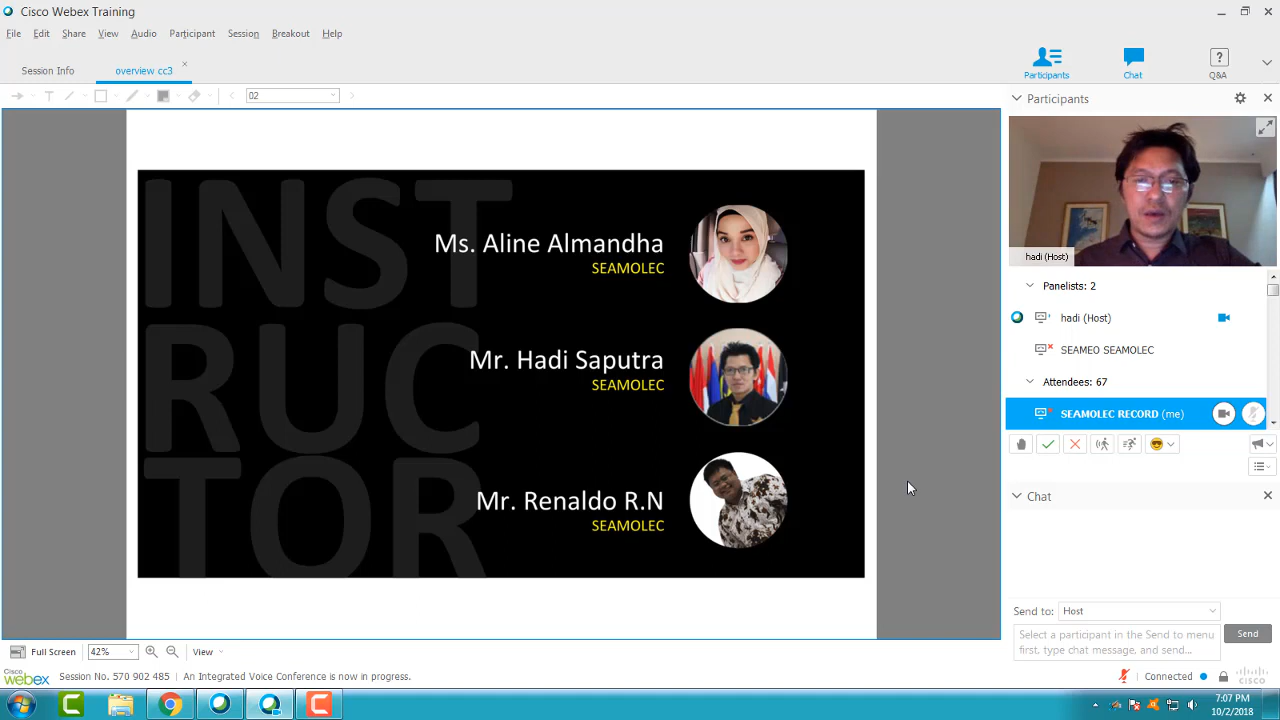 Cisco Webex Training
File Edit Share View Audio Participant Session Breakout Help
Session Info
overview cc3
Participants
Chat
Q&A
02
Participants
INST
RUC
TOR
Ms. Aline Almandha
SEAMOLEC
Mr. Hadi Saputra
SEAMOLEC
Mr. Renaldo R.N
SEAMOLEC
hadi (Host)
Panelists: 2
hadi (Host)
SEAMEO SEAMOLEC
Attendees: 67
SEAMOLEC RECORD (me)
Chat
Send to: Host
Select a participant in the Send to menu
first, type chat message, and send...
Send
Full Screen 42% View
Cisco
webex Session No. 570 902 485 An Integrated Voice Conference is now in progress.
Connected
cisco
7:07 PM
10/2/2018